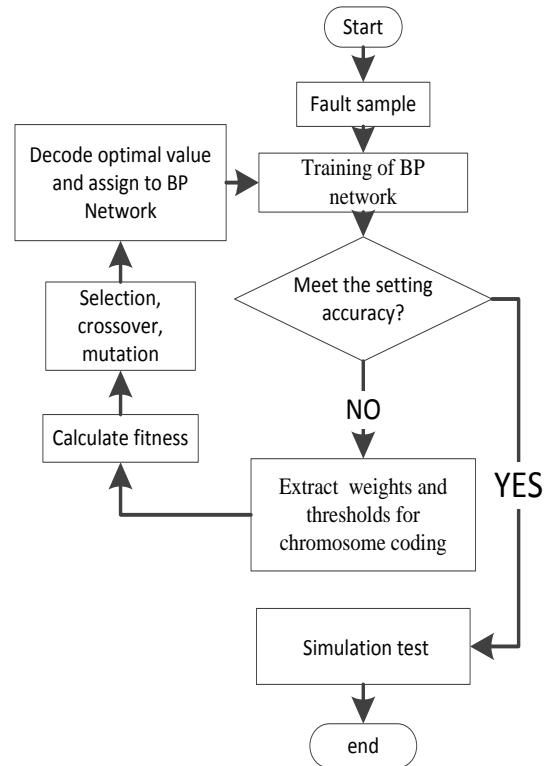 Start
Fault sample
Training of BP
network
Decode optimal value
and assign to BP
Network
Meet the setting
accuracy?
Selection,
crossover,
mutation
NO
YES
Calculate fitness
Extract weights and
thresholds for
chromosome coding
Simulation test
end